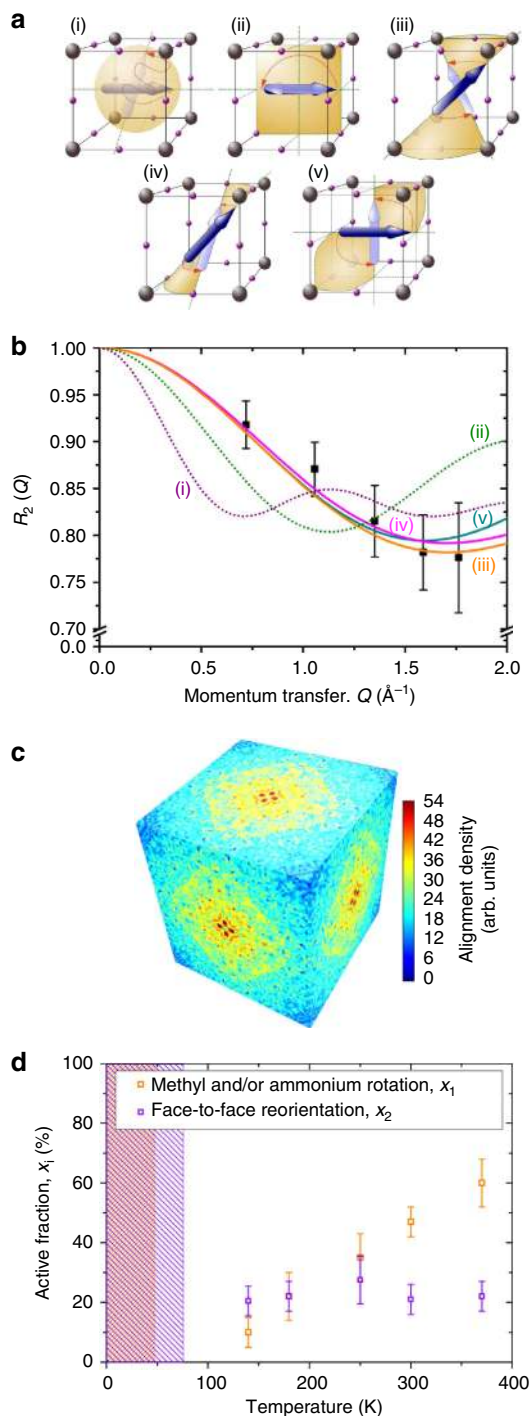 a
(i)
(ii)
(iii)
(iv)
(v)
b
1.00
0.95
0.90
0.85
0.80
0.75
0.70
0.0
R2 (Q)
(i)
(ii)
(iv)
(v)
(iii)
0.0
0.5
1.0
1.5
2.0
Momentum transfer. Q (Å−1)
c
54
48
42
36
30
24
18
12
6
0
Alignment density
(arb. units)
d
100
80
60
40
20
0
Active fraction, xi (%)
Methyl and/or ammonium rotation, x1
Face-to-face reorientation, x2
0
100
200
300
400
Temperature (K)